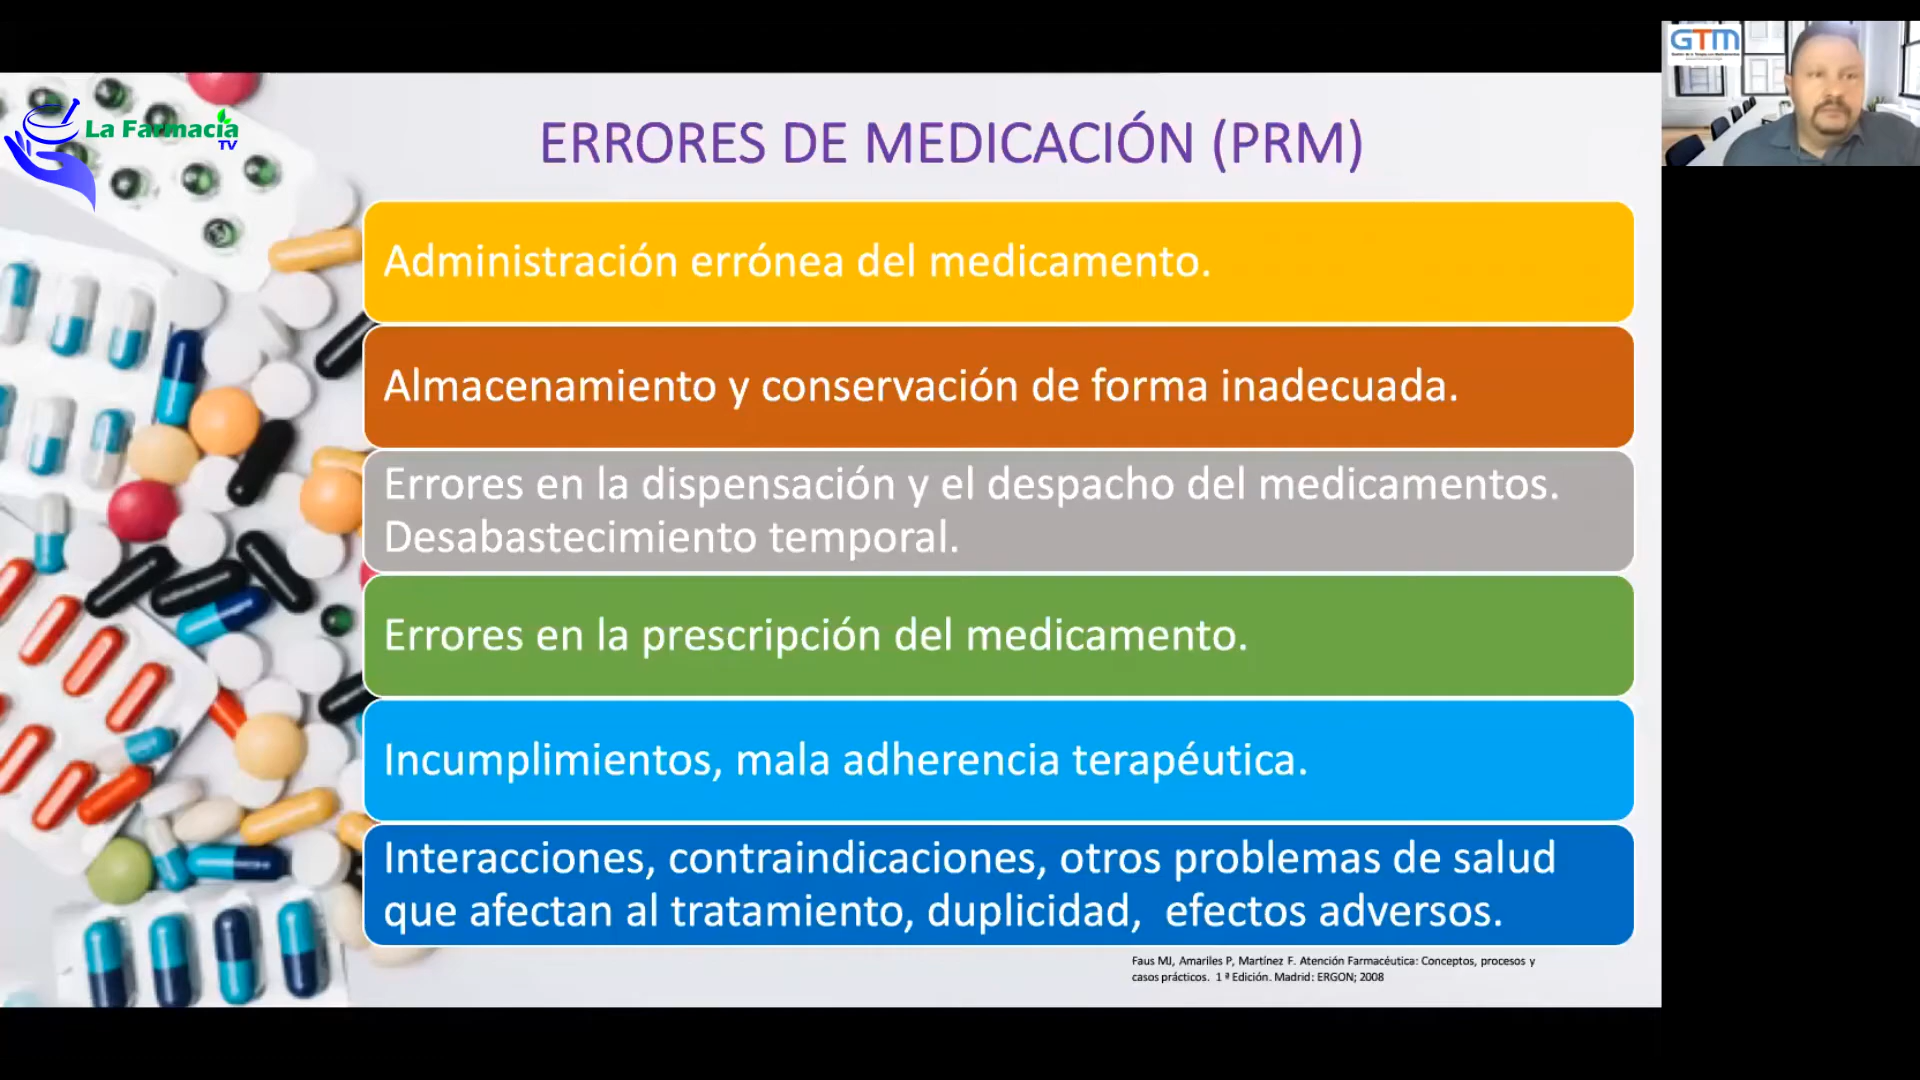 La Farmacia
TV
GTM
ERRORES DE MEDICACIÓN (PRM)
Administración errónea del medicamento.
Almacenamiento y conservación de forma inadecuada.
Errores en la dispensación y el despacho del medicamentos.
Desabastecimiento temporal.
Errores en la prescripción del medicamento.
Incumplimientos, mala adherencia terapéutica.
Interacciones, contraindicaciones, otros problemas de salud
que afectan al tratamiento, duplicidad, efectos adversos.
Faus MJ, Amariles P, Martínez F. Atención Farmacéutica: Conceptos, procesos y
casos prácticos. 1 ª Edición. Madrid: ERGON; 2008